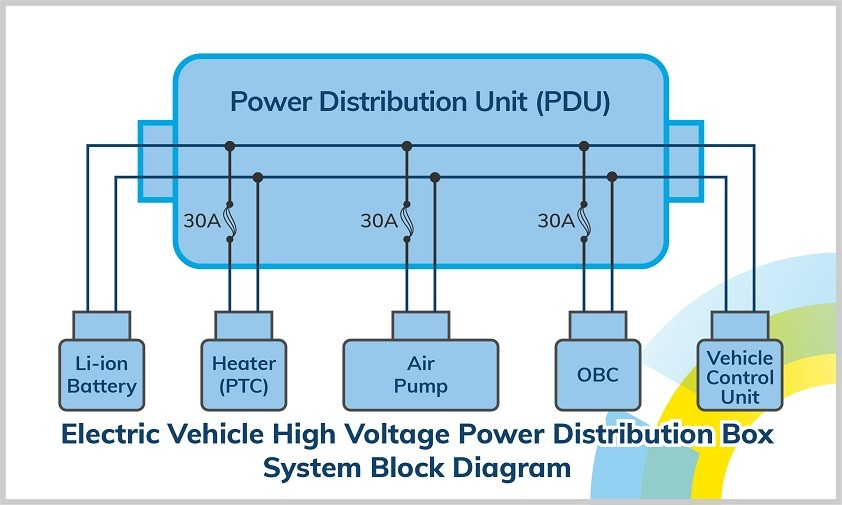 Power Distribution Unit (PDU)
30A
30A
30A
Li-ion
Battery
Heater
(PTC)
Air
Pump
OBC
Vehicle
Control
Unit
Electric Vehicle High Voltage Power Distribution Box
System Block Diagram